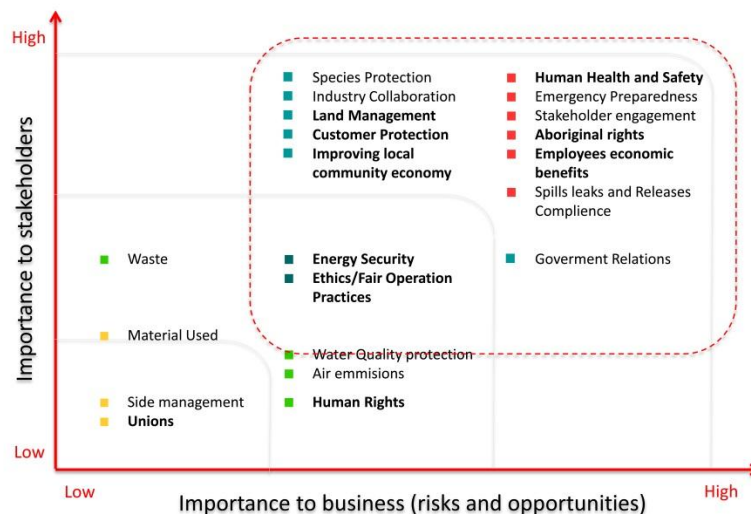 High
Species Protection
Industry Collaboration
Land Management
Customer Protection
Improving local
community economy
Human Health and Safety
Emergency Preparedness
Stakeholder engagement
Aboriginal rights
Employees economic
benefits
Spills leaks and Releases
Complience
Importance to stakeholders
Waste
Energy Security
Ethics/Fair Operation
Practices
Goverment Relations
Material Used
Water Quality protection
Air emmisions
Side management
Unions
Human Rights
Low
Low
High
Importance to business (risks and opportunities)